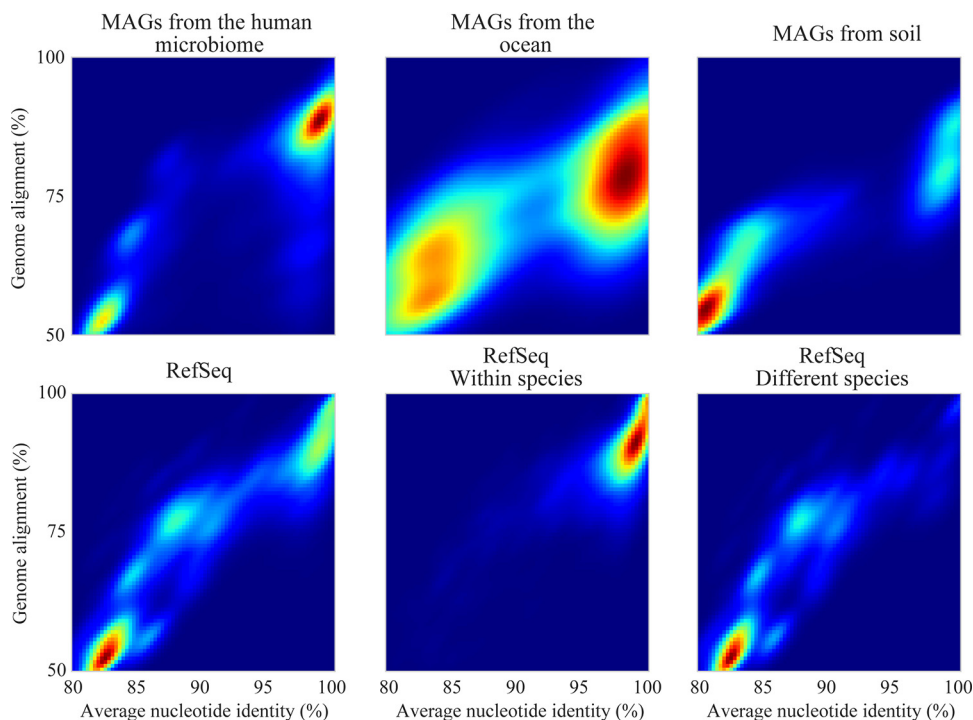 MAGs from the human
microbiome
MAGs from the
ocean
MAGs from soil
100
Genome alignment (%)
75
50
RefSeq
RefSeq
Within species
RefSeq
Different species
100
Genome alignment (%)
75
50
80 85 90 95 100
80 85 90 95 100
80 85 90 95 100
Average nucleotide identity (%)
Average nucleotide identity (%)
Average nucleotide identity (%)